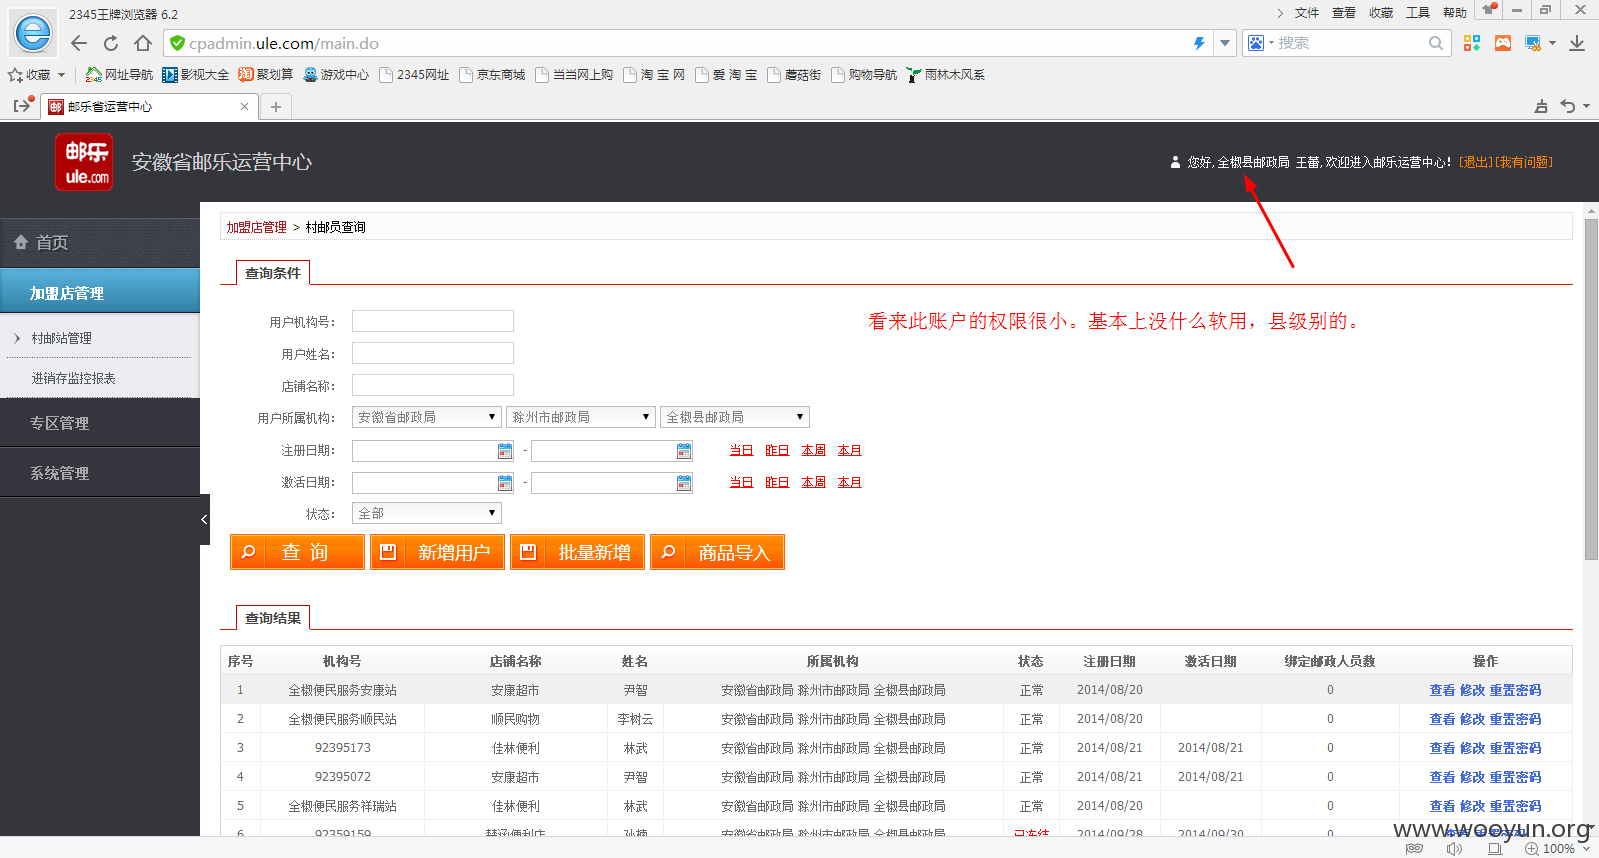 2345王牌浏览器 6.2
文件 查看 收藏 工具 帮助
cpadmin.ule.com/main.do
搜索
收藏 网址导航 影视大全 聚划算 游戏中心 2345网址 京东商城 当当网上购 淘 宝 网 爱 淘 宝 蘑菇街 购物导航 雨林木风系
邮乐省运营中心
邮乐
ule.com
安徽省邮乐运营中心
您好, 全椒县邮政局 王蕾, 欢迎进入邮乐运营中心! [退出][我有问题]
首页
加盟店管理
村邮站管理
进销存监控报表
专区管理
系统管理
加盟店管理 > 村邮员查询
查询条件
看来此账户的权限很小。基本上没什么软用，县级别的。
用户机构号：
用户姓名：
店铺名称：
用户所属机构： 安徽省邮政局 滁州市邮政局 全椒县邮政局
注册日期： - 当日 昨日 本周 本月
激活日期： - 当日 昨日 本周 本月
状态： 全部
查 询 新增用户 批量新增 商品导入
查询结果
序号 机构号 店铺名称 姓名 所属机构 状态 注册日期 激活日期 绑定邮政人员数 操作
1 全椒便民服务安康站 安康超市 尹智 安徽省邮政局 滁州市邮政局 全椒县邮政局 正常 2014/08/20 0 查看 修改 重置密码
2 全椒便民服务顺民站 顺民购物 李树云 安徽省邮政局 滁州市邮政局 全椒县邮政局 正常 2014/08/20 0 查看 修改 重置密码
3 92395173 佳林便利 林武 安徽省邮政局 滁州市邮政局 全椒县邮政局 正常 2014/08/21 2014/08/21 0 查看 修改 重置密码
4 92395072 安康超市 尹智 安徽省邮政局 滁州市邮政局 全椒县邮政局 正常 2014/08/21 2014/08/21 0 查看 修改 重置密码
5 全椒便民服务祥瑞站 佳林便利 林武 安徽省邮政局 滁州市邮政局 全椒县邮政局 正常 2014/08/20 0 查看 修改 重置密码
6 92359159 安徽省邮政局 滁州市邮政局 全椒县邮政局 已冻结 2014/09/28 2014/09/30 0
www.wooyun.org
100%